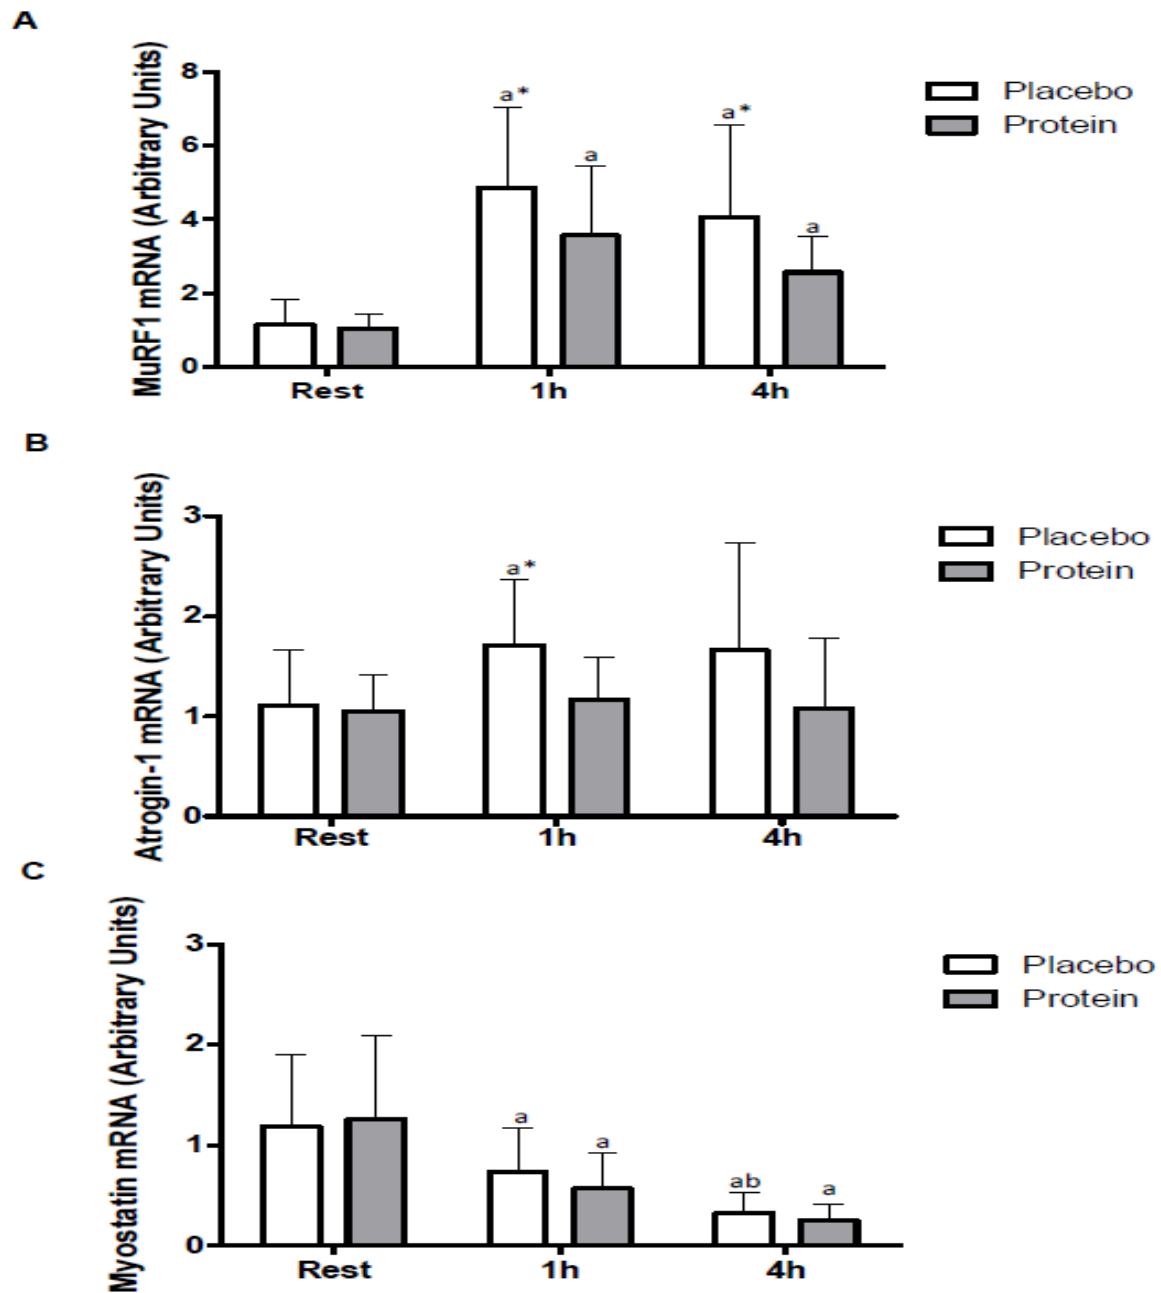 A
MuRF1 mRNA (Arbitrary Units)
8
6
4
2
0
a*
a
a*
a
Rest
1h
4h
Placebo
Protein
B
Atrogin-1 mRNA (Arbitrary Units)
3
2
1
0
a*
Rest
1h
4h
Placebo
Protein
C
Myostatin mRNA (Arbitrary Units)
3
2
1
0
a
a
ab
a
Rest
1h
4h
Placebo
Protein